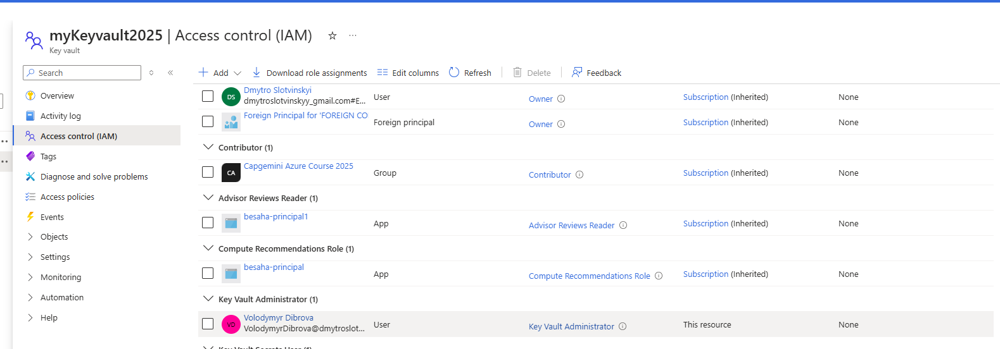 myKeyvault2025 | Access control (IAM)
Key vault
Search
Add
Download role assignments
Edit columns
Refresh
Delete
Feedback
Overview
Activity log
Access control (IAM)
Tags
Diagnose and solve problems
Access policies
Events
Objects
Settings
Monitoring
Automation
Help
DS
Dmytro Slotvinskyi
dmytroslotvinskyy_gmail.com#E...
User
Owner
Subscription (Inherited)
None
Foreign Principal for 'FOREIGN CO
Foreign principal
Owner
Subscription (Inherited)
None
Contributor (1)
CA
Capgemini Azure Course 2025
Group
Contributor
Subscription (Inherited)
None
Advisor Reviews Reader (1)
besaha-principal1
App
Advisor Reviews Reader
Subscription (Inherited)
None
Compute Recommendations Role (1)
besaha-principal
App
Compute Recommendations Role
Subscription (Inherited)
None
Key Vault Administrator (1)
VD
Volodymyr Dibrova
VolodymyrDibrova@dmytroslot...
User
Key Vault Administrator
This resource
None
Key Vault Secrets User (1)